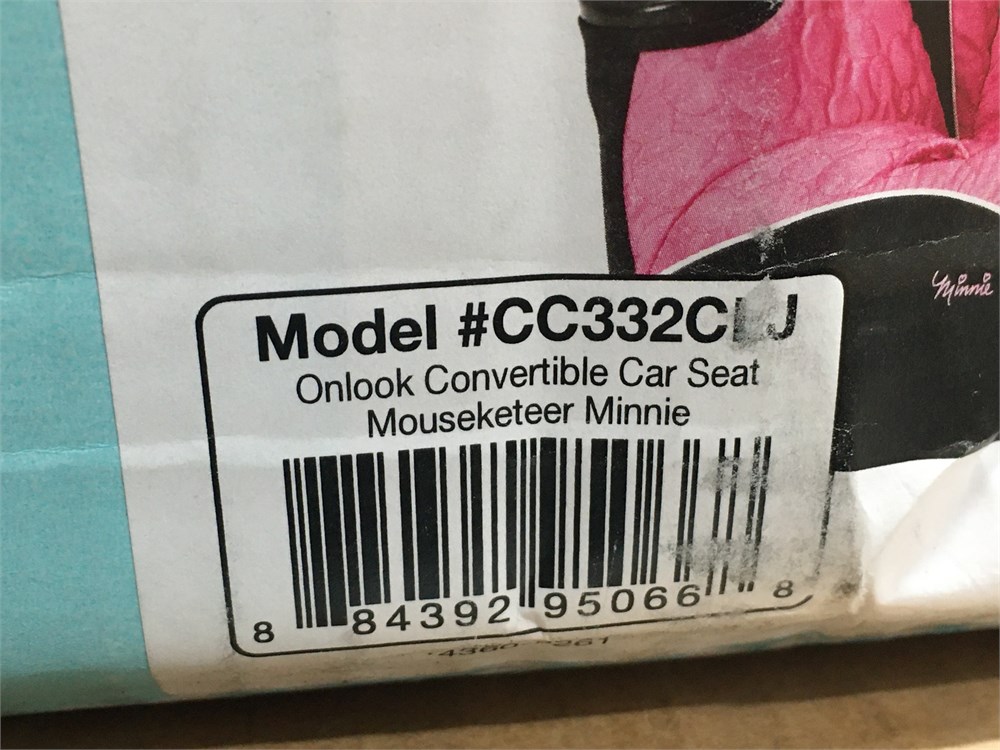 Minnie
Model
Onlook Convertible Car Seat
Mouseketeer Minnie
8 84392 95066 8